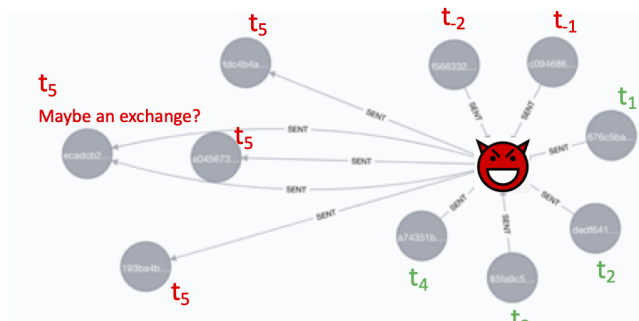 t-2
t-1
t5
fdc4b4a...
f566332...
c094686...
t5
t1
SENT
SENT
SENT
Maybe an exchange?
t5
SENT
676c5ba...
SENT
ecadcb2...
a045673...
SENT
SENT
SENT
SENT
SENT
SENT
a74351b...
dedf641...
193ba4b...
t4
85fa9c5...
t2
t5